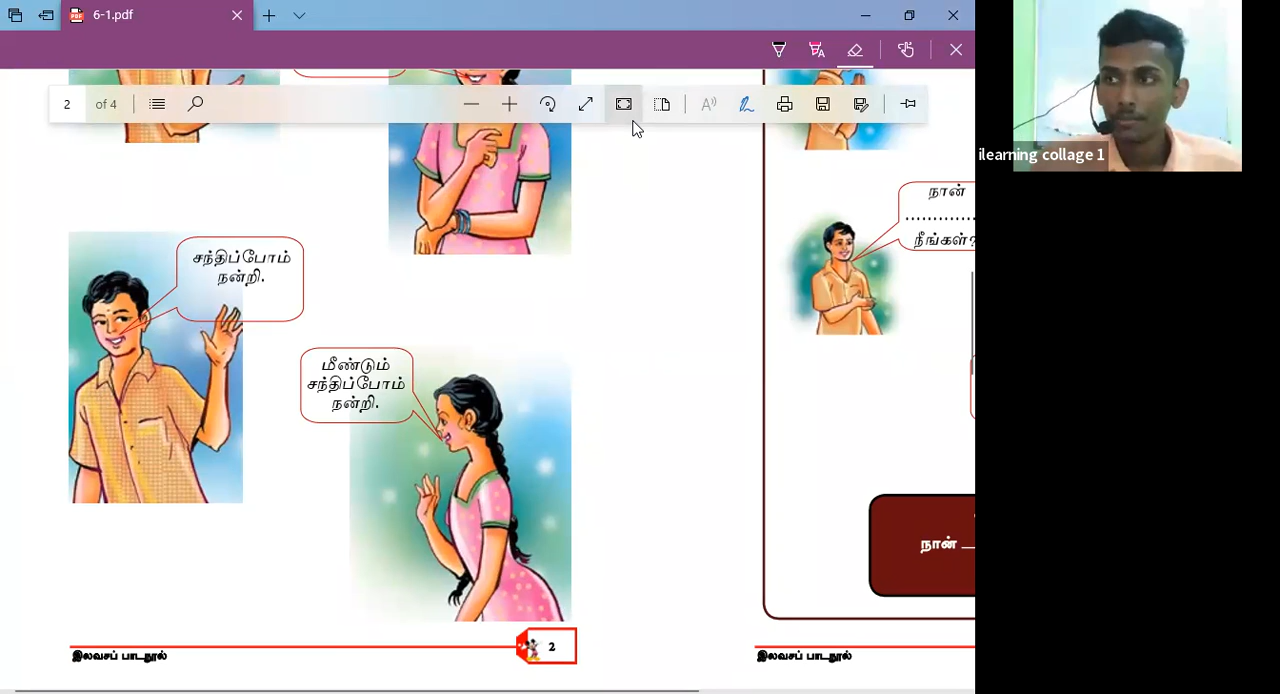 6-1.pdf
2 of 4
ilearning collage 1
சந்திப்போம்
நன்றி.
மீண்டும்
சந்திப்போம்
நன்றி.
இலவசப் பாடநூல்
2
நான்
....................
நீங்கள்?
நான் __
இலவசப் பாடநூல்